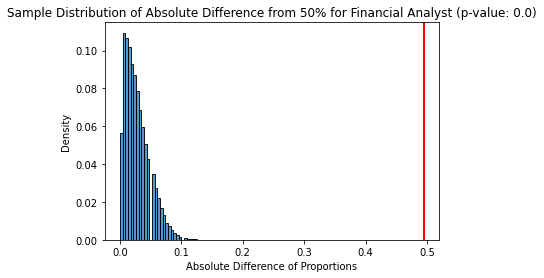 Sample Distribution of Absolute Difference from 50% for Financial Analyst (p-value: 0.0)
Density
0.10
0.08
0.06
0.04
0.02
0.00
0.0 0.1 0.2 0.3 0.4 0.5
Absolute Difference of Proportions